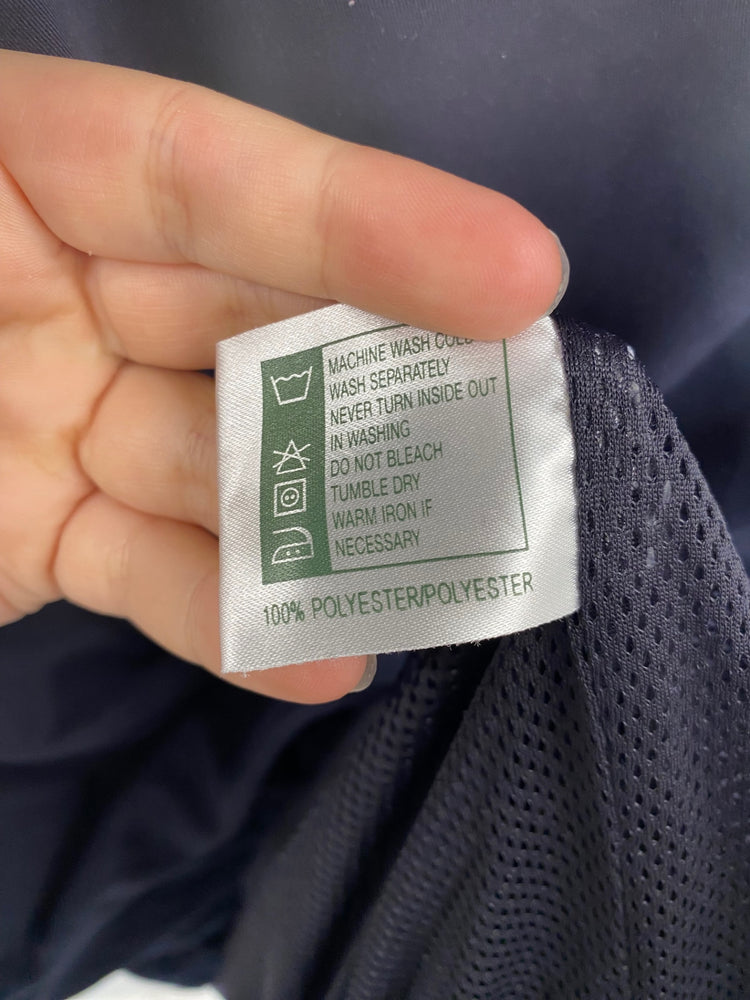 MACHINE WASH COLD
WASH SEPARATELY
NEVER TURN INSIDE OUT
IN WASHING
DO NOT BLEACH
TUMBLE DRY
WARM IRON IF
NECESSARY
100% POLYESTER/POLYESTER